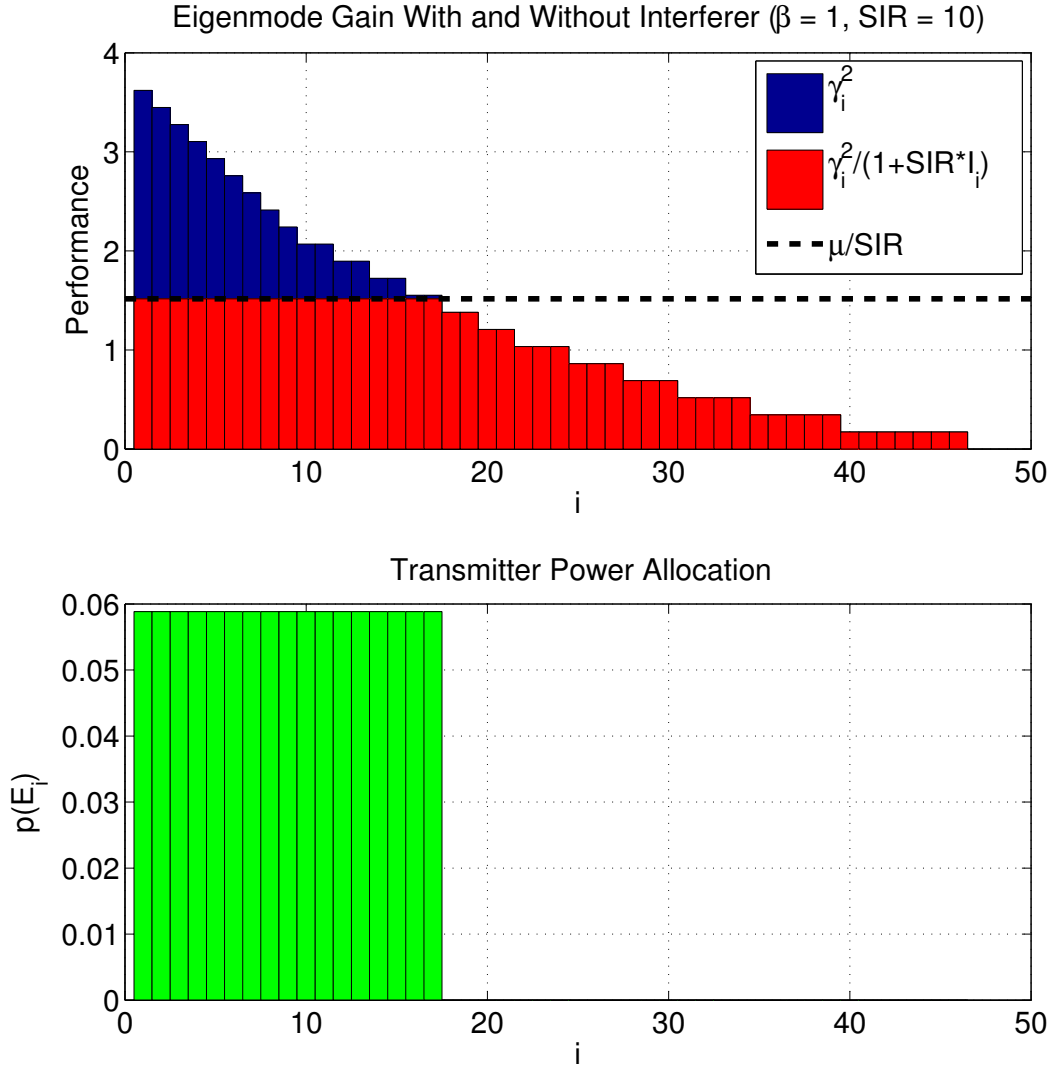 Eigenmode Gain With and Without Interferer (β = 1, SIR = 10)
4
3
2
1
0
Performance
γᵢ²
γᵢ²/(1+SIR*Iᵢ)
μ/SIR
0 10 20 30 40 50
i
Transmitter Power Allocation
0.06
0.05
0.04
0.03
0.02
0.01
0
p(Eᵢ)
0 10 20 30 40 50
i